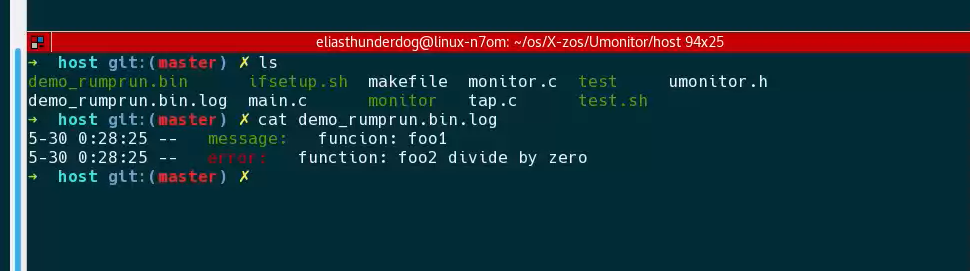 eliasthunderdog@linux-n7om: ~/os/X-zos/Umonitor/host 94x25
➜  host git:(master) ✗ ls
demo_rumprun.bin      ifsetup.sh  makefile  monitor.c  test     umonitor.h
demo_rumprun.bin.log  main.c      monitor   tap.c      test.sh
➜  host git:(master) ✗ cat demo_rumprun.bin.log
5-30 0:28:25 --   message:   funcion: foo1
5-30 0:28:25 --   error:   function: foo2 divide by zero
➜  host git:(master) ✗